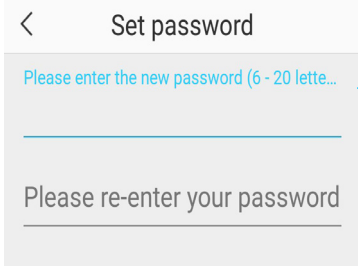 Set password
Please enter the new password (6 - 20 lette...
Please re-enter your password